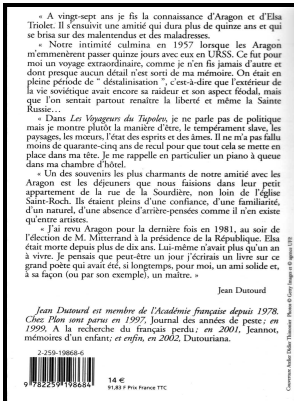 « A vingt-sept ans je fis la connaissance d'Aragon et d'Elsa
Triolet. Il s'ensuivit une amitié qui dura plus de quinze ans et qui
se brisa sur des malentendus et des maladresses.
« Notre intimité culmina en 1957 lorsque les Aragon
m'emmenèrent passer quinze jours avec eux en URSS. Ce fut pour
moi un voyage extraordinaire, comme je n'en fis jamais d'autre et
dont presque aucun détail n'est sorti de ma mémoire. On était en
pleine période de " déstalinisation ", c'est-à-dire que l'extérieur de
la vie soviétique avait encore sa raideur et son aspect féodal, mais
que l'on sentait partout renaître la liberté et même la Sainte
Russie…
« Dans Les Voyageurs du Tupolev, je ne parle pas de politique
mais je montre plutôt la manière d'être, le tempérament slave, les
paysages, les mœurs, l'état des esprits et des âmes. Il ne m'a fallu
moins de quarante-cinq ans de recul pour que tout cela se mette en
place dans ma tête. Je me rappelle en particulier un piano à queue
dans ma chambre d'hôtel.
« Un des souvenirs les plus charmants de notre amitié avec les
Aragon est les déjeuners que nous faisions dans leur petit
appartement de la rue de la Sourdière, non loin de l'église
Saint-Roch. Ils étaient pleins d'une confiance, d'une familiarité,
d'un naturel, d'une absence d'arrière-pensées comme il n'en existe
qu'entre artistes.
« J'ai revu Aragon pour la dernière fois en 1981, au soir de
l'élection de M. Mitterrand à la présidence de la République. Elsa
était morte depuis plus de dix ans. Lui-même n'avait plus qu'un an
à vivre. Je pensais que peut-être un jour j'écrirais un livre sur ce
grand poète qui avait été, si longtemps, pour moi, un ami solide et,
à sa façon (ou par son exemple), un maître. »
Jean Dutourd
Jean Dutourd est membre de l'Académie française depuis 1978.
Chez Plon sont parus en 1997, Journal des années de peste ; en
1999, A la recherche du français perdu ; en 2001, Jeannot,
mémoires d'un enfant ; et enfin, en 2002, Dutouriana.
2-259-19868-6
9 782259 198684
14 €
91,83 F Prix France TTC
Couverture Atelier Didier Thimonier Photos © Getty Images et © agence UFE